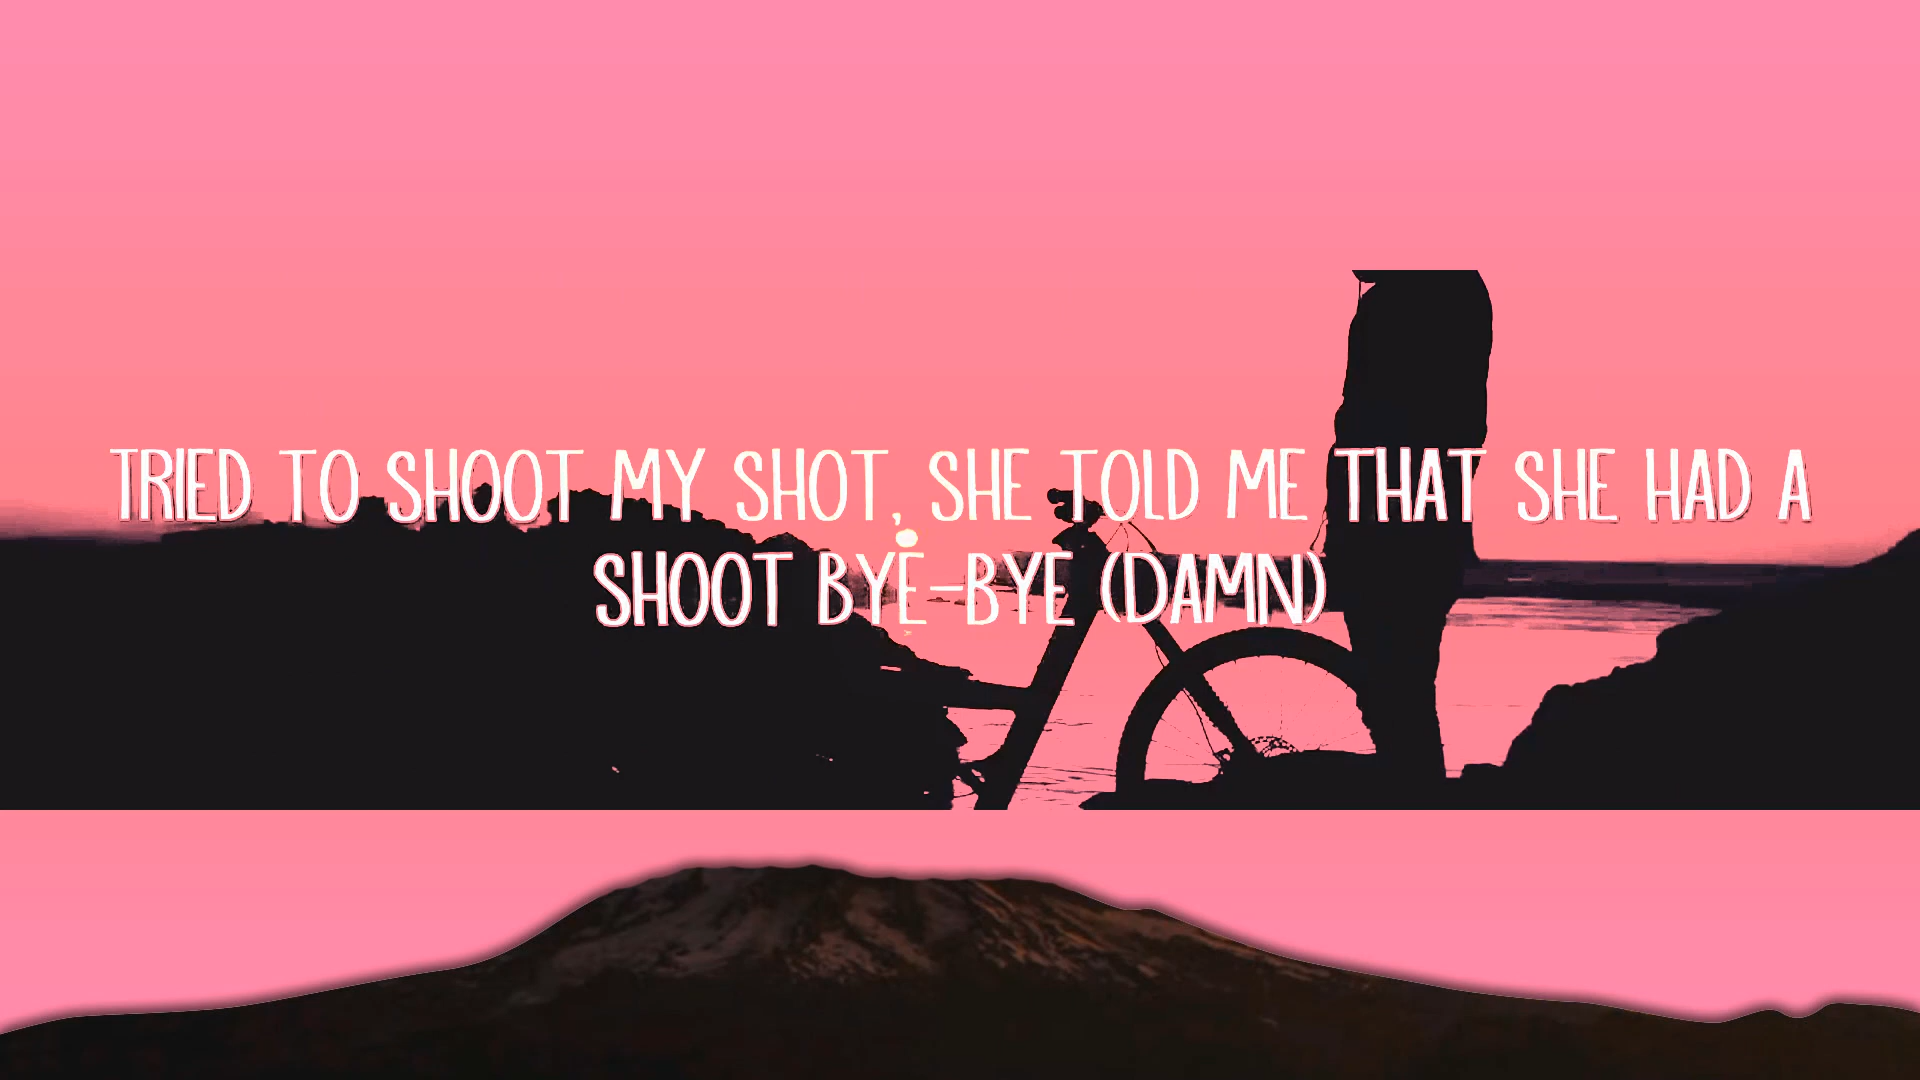 TRIED TO SHOOT MY SHOT, SHE TOLD ME THAT SHE HAD A
SHOOT BYE-BYE (DAMN)